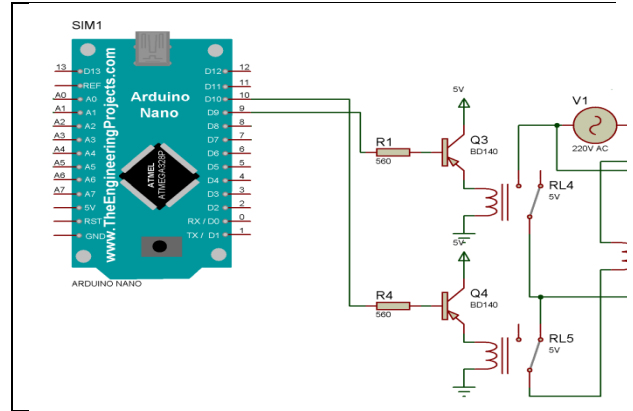 SIM1
13 D13
REF
A0 A0
A1 A1
A2 A2
A3 A3
A4 A4
A5 A5
A6 A6
A7 A7
5V
RST
GND
www.TheEngineeringProjects.com
Arduino
Nano
ATMEL
ATMEGA328P
D12 12
D11 11
D10 10
D9 9
D8 8
D7 7
D6 6
D5 5
D4 4
D3 3
D2 2
RX / D0 0
TX / D1 1
ARDUINO NANO
R1
560
5V
Q3
BD140
V1
220V AC
RL4
5V
R4
560
5V
Q4
BD140
RL5
5V